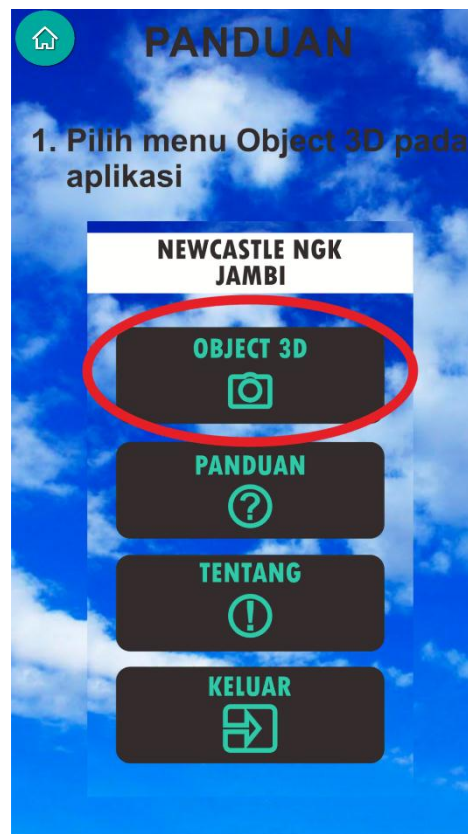 PANDUAN
1. Pilih menu Object 3D pada
aplikasi
NEWCASTLE NGK
JAMBI
OBJECT 3D
PANDUAN
TENTANG
KELUAR